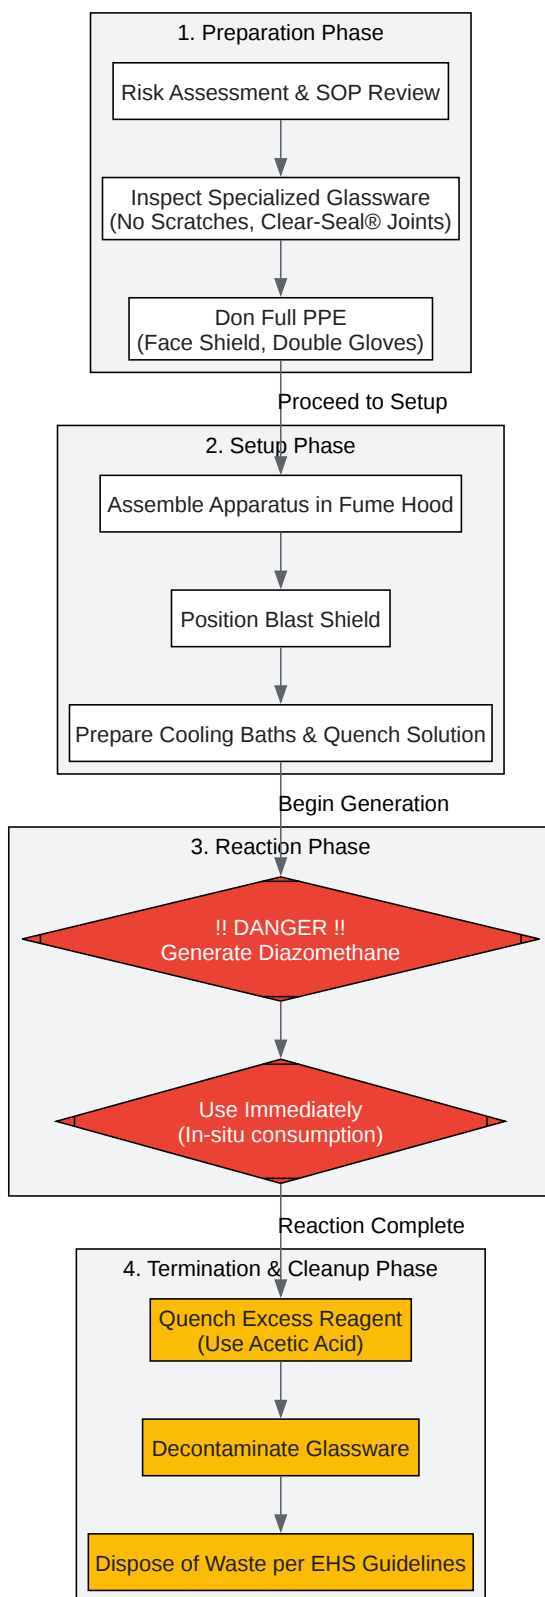 1. Preparation Phase
Risk Assessment & SOP Review
Inspect Specialized Glassware
(No Scratches, Clear-Seal® Joints)
Don Full PPE
(Face Shield, Double Gloves)
Proceed to Setup
2. Setup Phase
Assemble Apparatus in Fume Hood
Position Blast Shield
Prepare Cooling Baths & Quench Solution
Begin Generation
3. Reaction Phase
!! DANGER !!
Generate Diazomethane
Use Immediately
(In-situ consumption)
Reaction Complete
4. Termination & Cleanup Phase
Quench Excess Reagent
(Use Acetic Acid)
Decontaminate Glassware
Dispose of Waste per EHS Guidelines